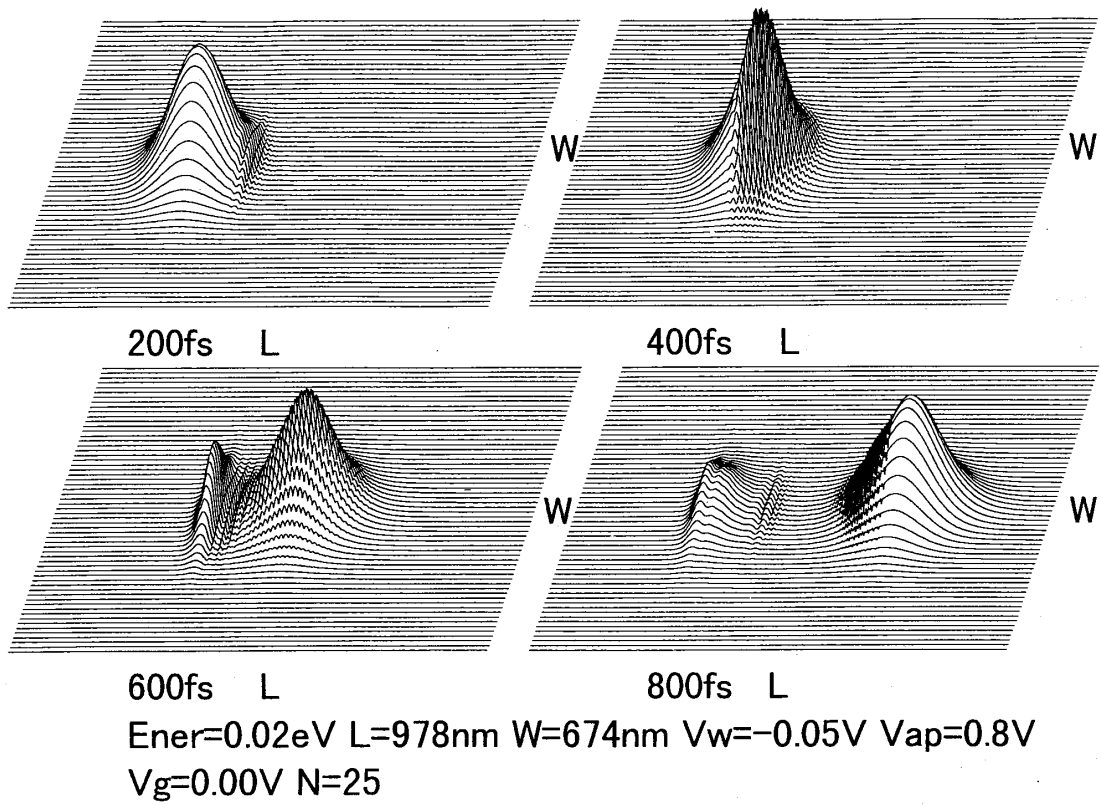 W
W
200fs L
400fs L
W
W
600fs L
800fs L
Ener=0.02eV L=978nm W=674nm Vw=−0.05V Vap=0.8V
Vg=0.00V N=25